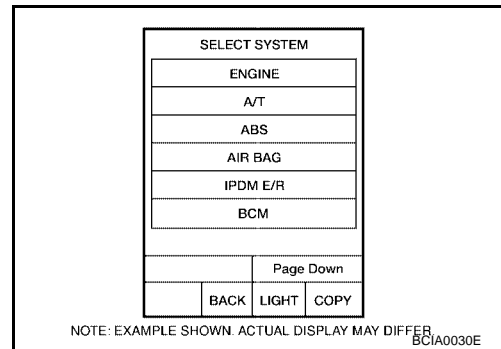 SELECT SYSTEM
ENGINE
A/T
ABS
AIR BAG
IPDM E/R
BCM
Page Down
BACK LIGHT COPY
NOTE: EXAMPLE SHOWN. ACTUAL DISPLAY MAY DIFFER.
BCIA0030E